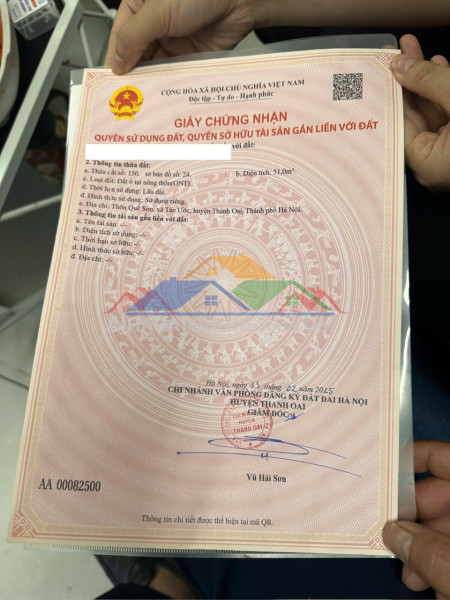 CỘNG HÒA XÃ HỘI CHỦ NGHĨA VIỆT NAM
Độc lập - Tự do - Hạnh phúc
GIẤY CHỨNG NHẬN
QUYỀN SỬ DỤNG ĐẤT, QUYỀN SỞ HỮU TÀI SẢN GẮN LIỀN VỚI ĐẤT
với đất:
2. Thông tin thửa đất:
a. Thửa đất số: 150. tờ bản đồ số: 24. b. Diện tích: 51,0m².
c. Loại đất: Đất ở tại nông thôn(ONT).
d. Thời hạn sử dụng: Lâu dài.
đ. Hình thức sử dụng: Sử dụng riêng.
e. Địa chỉ: Thôn Quế Sơn, xã Tân Ước, huyện Thanh Oai, Thành phố Hà Nội.
3. Thông tin tài sản gắn liền với đất:
a. Tên tài sản: -/-
b. Diện tích sử dụng: -/-
c. Thời hạn sở hữu: -/-
d. Hình thức sở hữu: -/-
đ. Địa chỉ: -/-
Hà Nội, ngày 13 tháng 02 năm 2025
CHI NHÁNH VĂN PHÒNG ĐĂNG KÝ ĐẤT ĐAI HÀ NỘI
HUYỆN THANH OAI
GIÁM ĐỐC
THANH OAI
Vũ Hải Sơn
AA 00082500
Thông tin chi tiết được thể hiện tại mã QR.